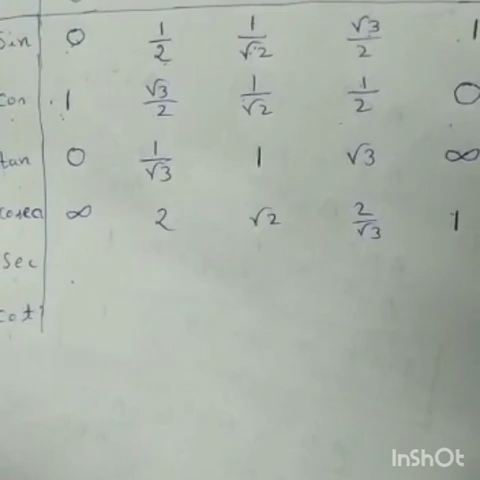 sin 0 1/2 1/√2 √3/2 1
con 1 √3/2 1/√2 1/2 0
tan 0 1/√3 1 √3 ∞
cosec ∞ 2 √2 2/√3 1
sec
cot
InShOt